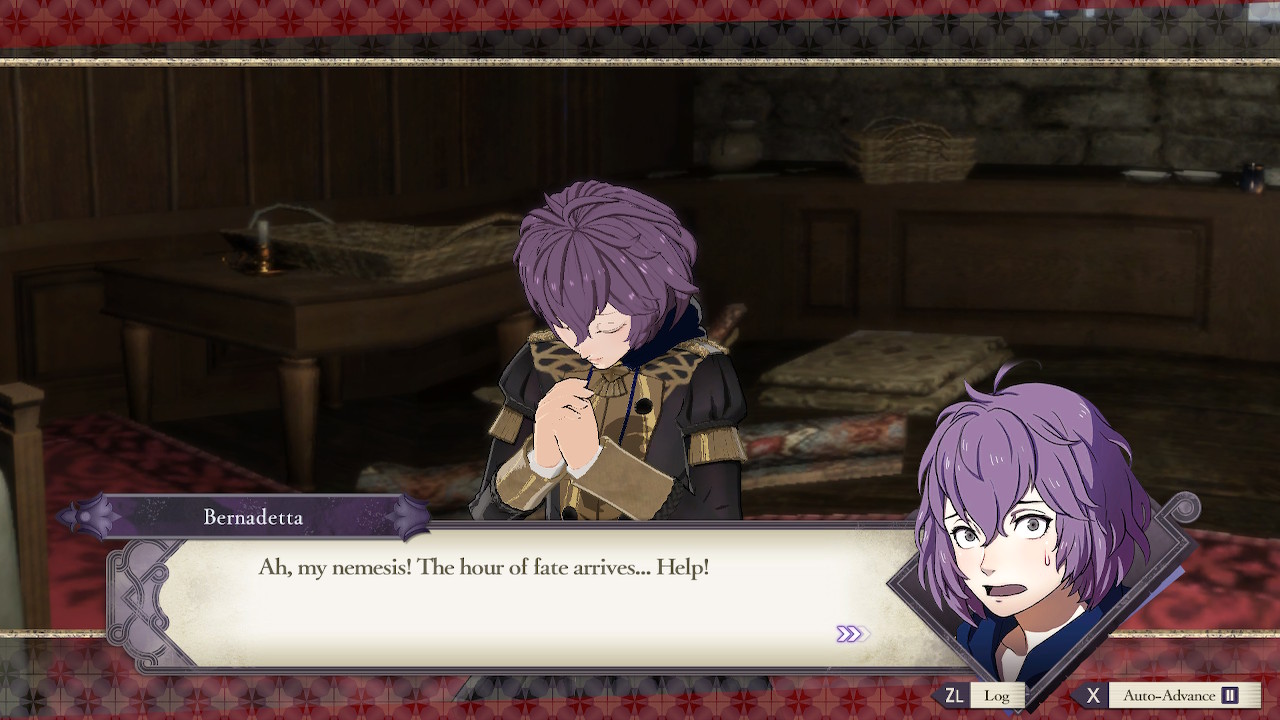 Bernadetta
Ah, my nemesis! The hour of fate arrives... Help!
ZL Log X Auto-Advance